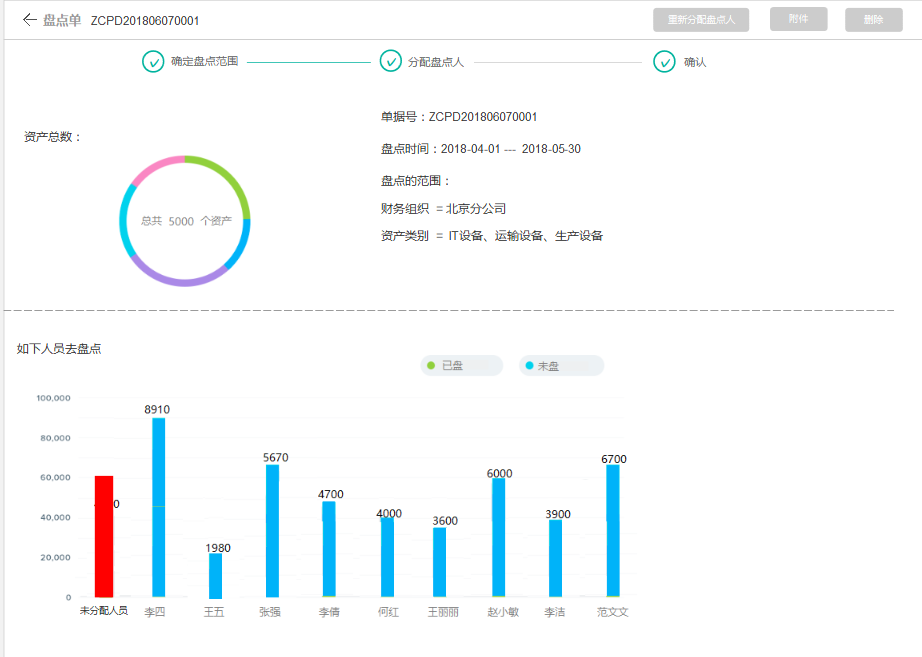 盘点单 ZCPD201806070001
重新分配盘点人 附件 删除
确定盘点范围 分配盘点人 确认
单据号：ZCPD201806070001
资产总数：
盘点时间：2018-04-01 --- 2018-05-30
盘点的范围：
财务组织 = 北京分公司
总共 5000 个资产
资产类别 = IT设备、运输设备、生产设备
如下人员去盘点
已盘 未盘
100,000
80,000
60,000
40,000
20,000
0
8910
1980
5670
4700
4000
3600
6000
3900
6700
未分配人员 李四 王五 张强 李倩 何红 王丽丽 赵小敏 李洁 范文文